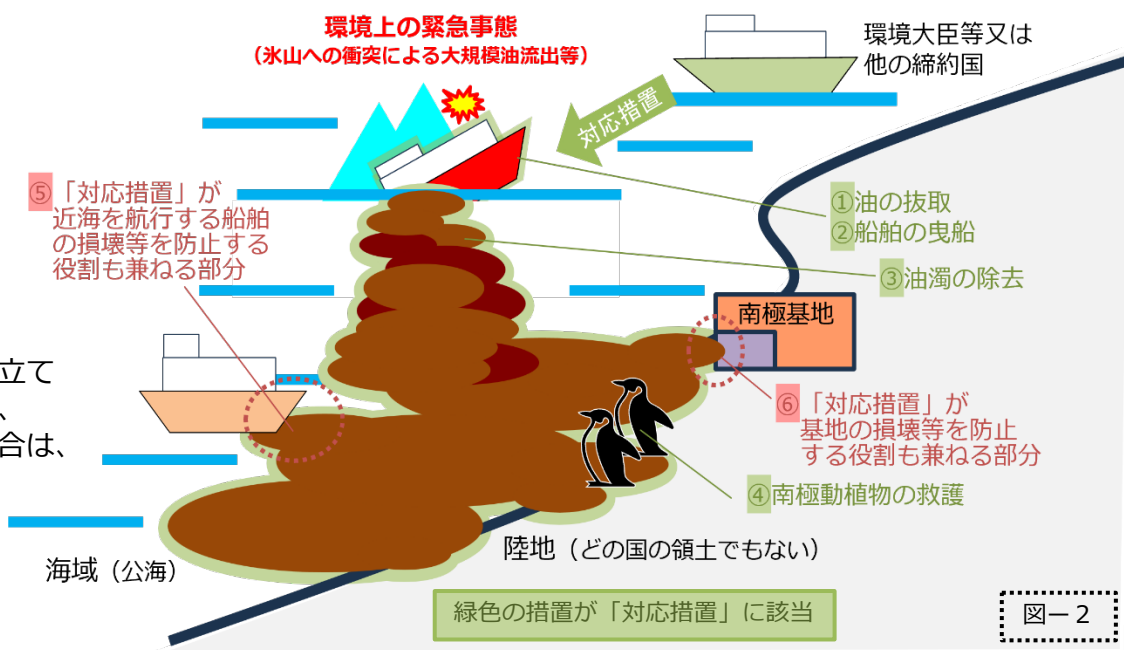 環境上の緊急事態
（氷山への衝突による大規模油流出等）
環境大臣等又は
他の締約国
対応措置
⑤「対応措置」が
近海を航行する船舶
の損壊等を防止する
役割も兼ねる部分
①油の抜取
②船舶の曳船
③油濁の除去
南極基地
立て
、
合は、
⑥「対応措置」が
基地の損壊等を防止
する役割も兼ねる部分
④南極動植物の救護
陸地（どの国の領土でもない）
海域（公海）
緑色の措置が「対応措置」に該当
図－２